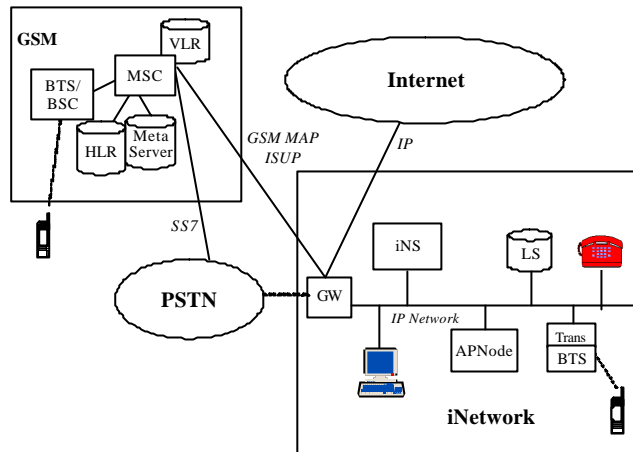 GSM
VLR
MSC
BTS/
BSC
HLR
Meta
Server
Internet
GSM MAP
ISUP
IP
SS7
PSTN
GW
iNS
LS
IP Network
APNode
Trans
BTS
iNetwork